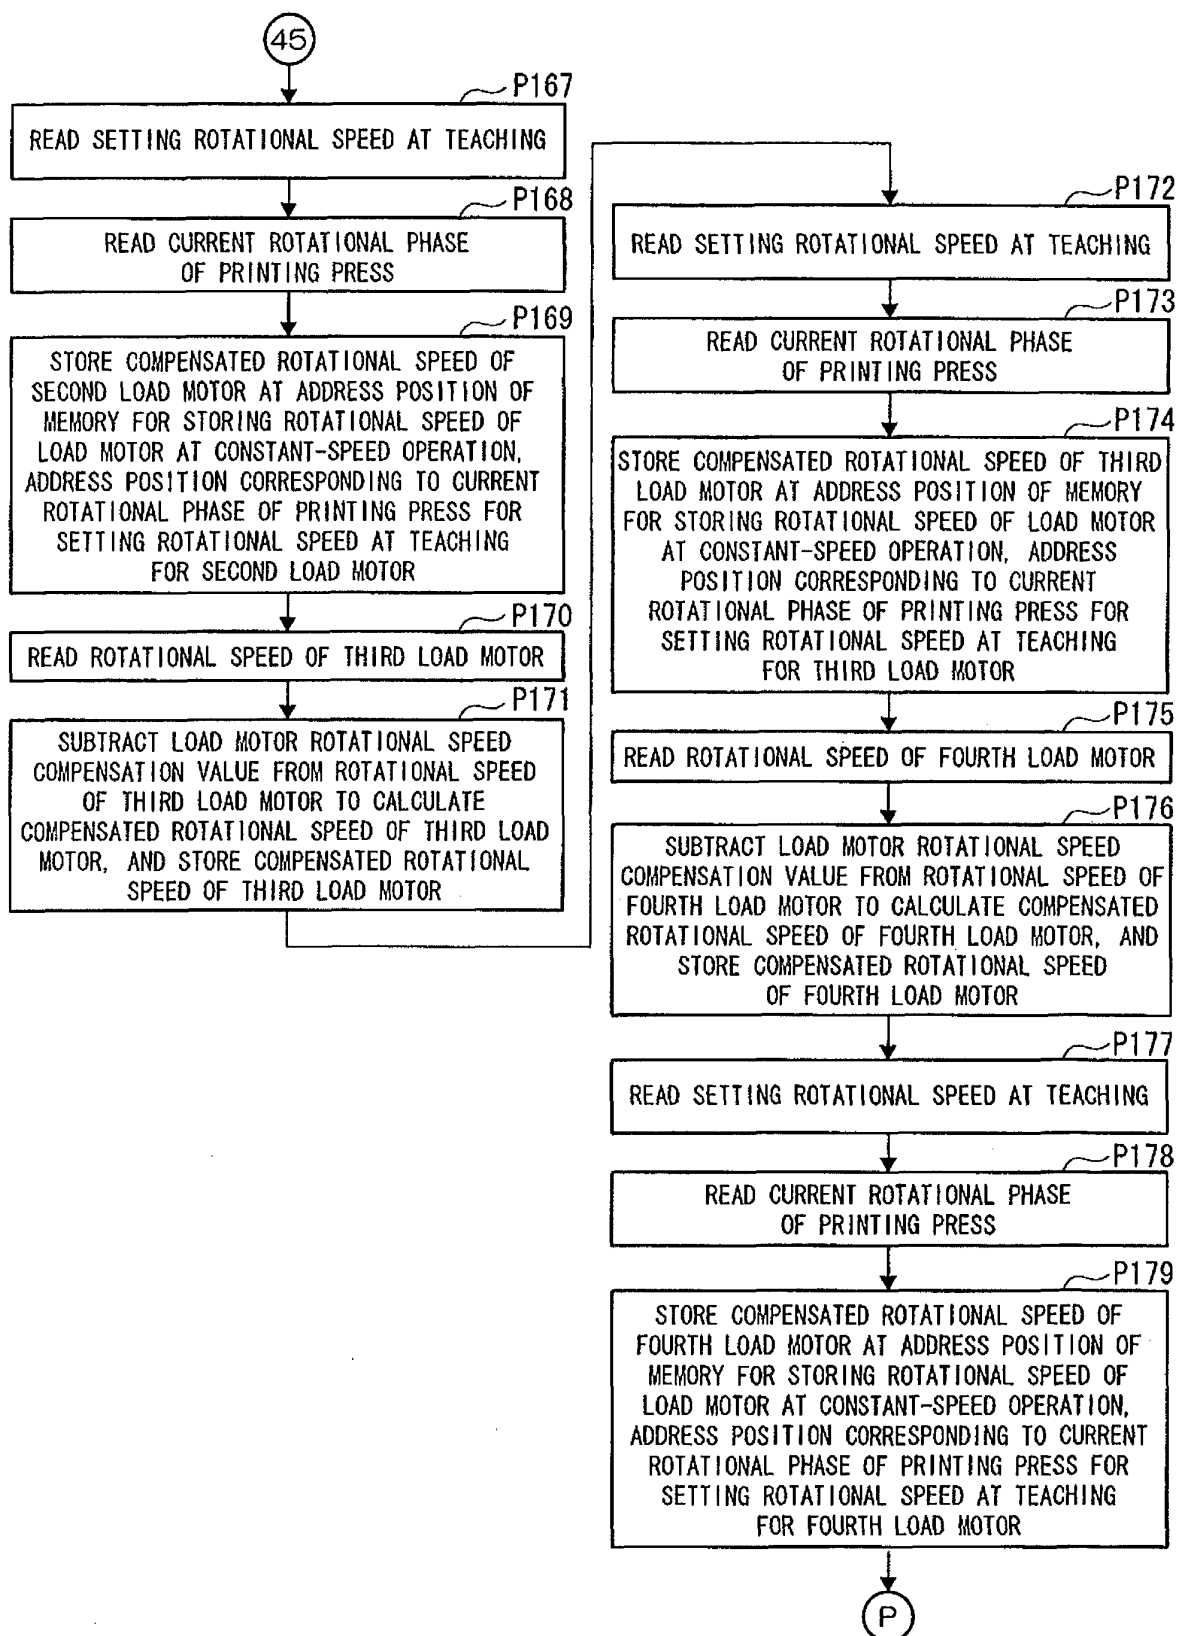 45
P167
READ SETTING ROTATIONAL SPEED AT TEACHING
P168
READ CURRENT ROTATIONAL PHASE
OF PRINTING PRESS
P169
STORE COMPENSATED ROTATIONAL SPEED OF
SECOND LOAD MOTOR AT ADDRESS POSITION OF
MEMORY FOR STORING ROTATIONAL SPEED OF
LOAD MOTOR AT CONSTANT-SPEED OPERATION,
ADDRESS POSITION CORRESPONDING TO CURRENT
ROTATIONAL PHASE OF PRINTING PRESS FOR
SETTING ROTATIONAL SPEED AT TEACHING
FOR SECOND LOAD MOTOR
P170
READ ROTATIONAL SPEED OF THIRD LOAD MOTOR
P171
SUBTRACT LOAD MOTOR ROTATIONAL SPEED
COMPENSATION VALUE FROM ROTATIONAL SPEED
OF THIRD LOAD MOTOR TO CALCULATE
COMPENSATED ROTATIONAL SPEED OF THIRD LOAD
MOTOR, AND STORE COMPENSATED ROTATIONAL
SPEED OF THIRD LOAD MOTOR
P172
READ SETTING ROTATIONAL SPEED AT TEACHING
P173
READ CURRENT ROTATIONAL PHASE
OF PRINTING PRESS
P174
STORE COMPENSATED ROTATIONAL SPEED OF THIRD
LOAD MOTOR AT ADDRESS POSITION OF MEMORY
FOR STORING ROTATIONAL SPEED OF LOAD MOTOR
AT CONSTANT-SPEED OPERATION, ADDRESS
POSITION CORRESPONDING TO CURRENT
ROTATIONAL PHASE OF PRINTING PRESS FOR
SETTING ROTATIONAL SPEED AT TEACHING
FOR THIRD LOAD MOTOR
P175
READ ROTATIONAL SPEED OF FOURTH LOAD MOTOR
P176
SUBTRACT LOAD MOTOR ROTATIONAL SPEED
COMPENSATION VALUE FROM ROTATIONAL SPEED OF
FOURTH LOAD MOTOR TO CALCULATE COMPENSATED
ROTATIONAL SPEED OF FOURTH LOAD MOTOR, AND
STORE COMPENSATED ROTATIONAL SPEED
OF FOURTH LOAD MOTOR
P177
READ SETTING ROTATIONAL SPEED AT TEACHING
P178
READ CURRENT ROTATIONAL PHASE
OF PRINTING PRESS
P179
STORE COMPENSATED ROTATIONAL SPEED OF
FOURTH LOAD MOTOR AT ADDRESS POSITION OF
MEMORY FOR STORING ROTATIONAL SPEED OF
LOAD MOTOR AT CONSTANT-SPEED OPERATION,
ADDRESS POSITION CORRESPONDING TO CURRENT
ROTATIONAL PHASE OF PRINTING PRESS FOR
SETTING ROTATIONAL SPEED AT TEACHING
FOR FOURTH LOAD MOTOR
P